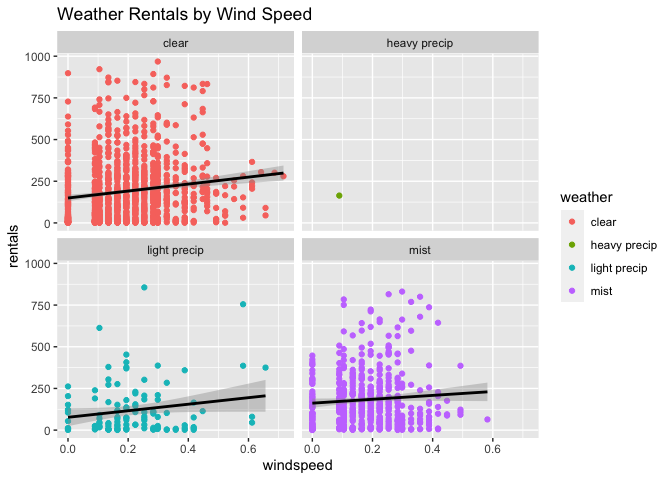 Weather Rentals by Wind Speed
clear
heavy precip
1000
750
500
250
0
rentals
light precip
mist
1000
750
500
250
0
0.0 0.2 0.4 0.6
0.0 0.2 0.4 0.6
windspeed
weather
clear
heavy precip
light precip
mist